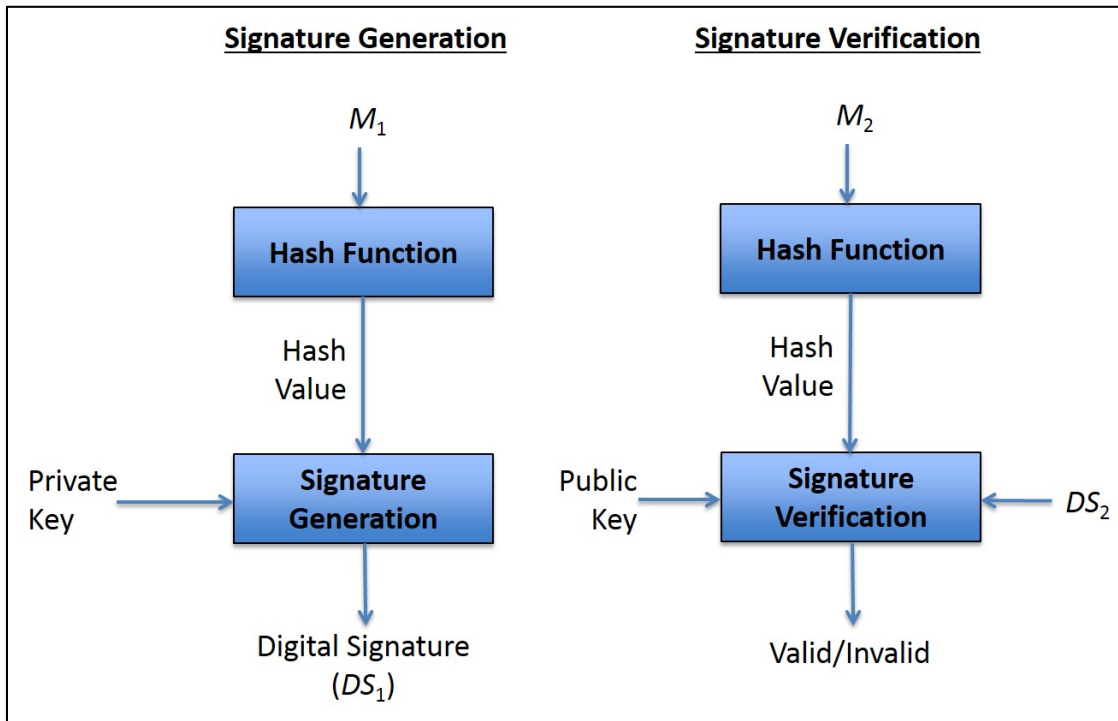 Signature Generation
M₁
Hash Function
Hash
Value
Private
Key
Signature
Generation
Digital Signature
(DS₁)
Signature Verification
M₂
Hash Function
Hash
Value
Public
Key
Signature
Verification
DS₂
Valid/Invalid